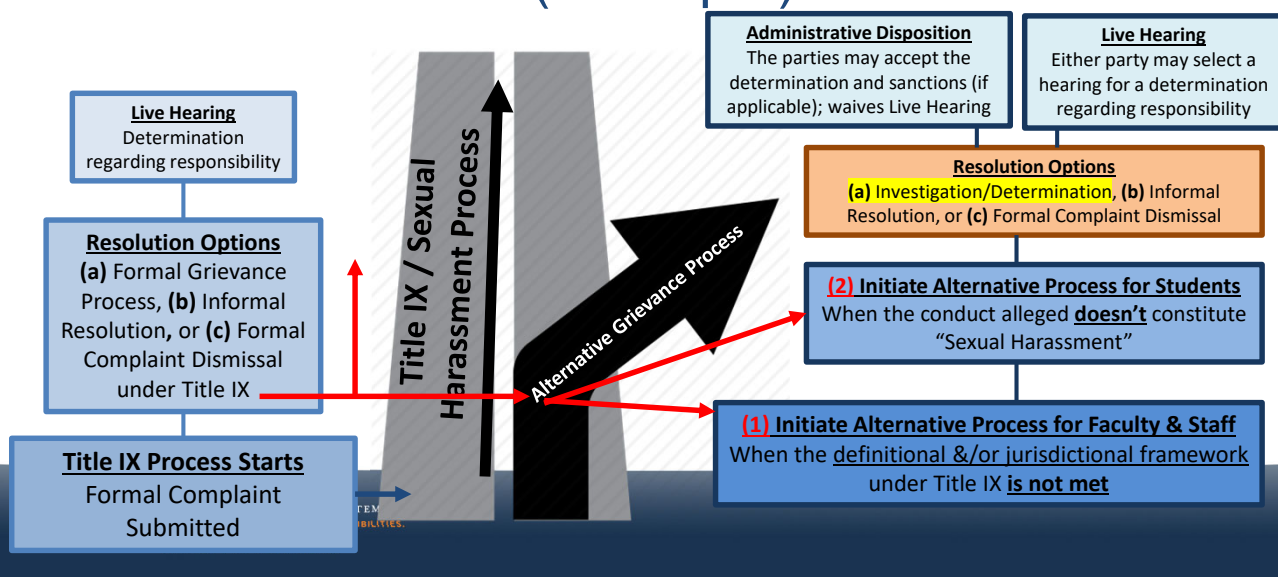 Live Hearing
Determination
regarding responsibility
Resolution Options
(a) Formal Grievance
Process, (b) Informal
Resolution, or (c) Formal
Complaint Dismissal
under Title IX
Title IX Process Starts
Formal Complaint
Submitted
TEM
BILITIES.
Title IX / Sexual
Harassment Process
Alternative Grievance Process
Administrative Disposition
The parties may accept the
determination and sanctions (if
applicable); waives Live Hearing
Live Hearing
Either party may select a
hearing for a determination
regarding responsibility
Resolution Options
(a) Investigation/Determination, (b) Informal
Resolution, or (c) Formal Complaint Dismissal
(2) Initiate Alternative Process for Students
When the conduct alleged doesn’t constitute
“Sexual Harassment”
(1) Initiate Alternative Process for Faculty & Staff
When the definitional &/or jurisdictional framework
under Title IX is not met